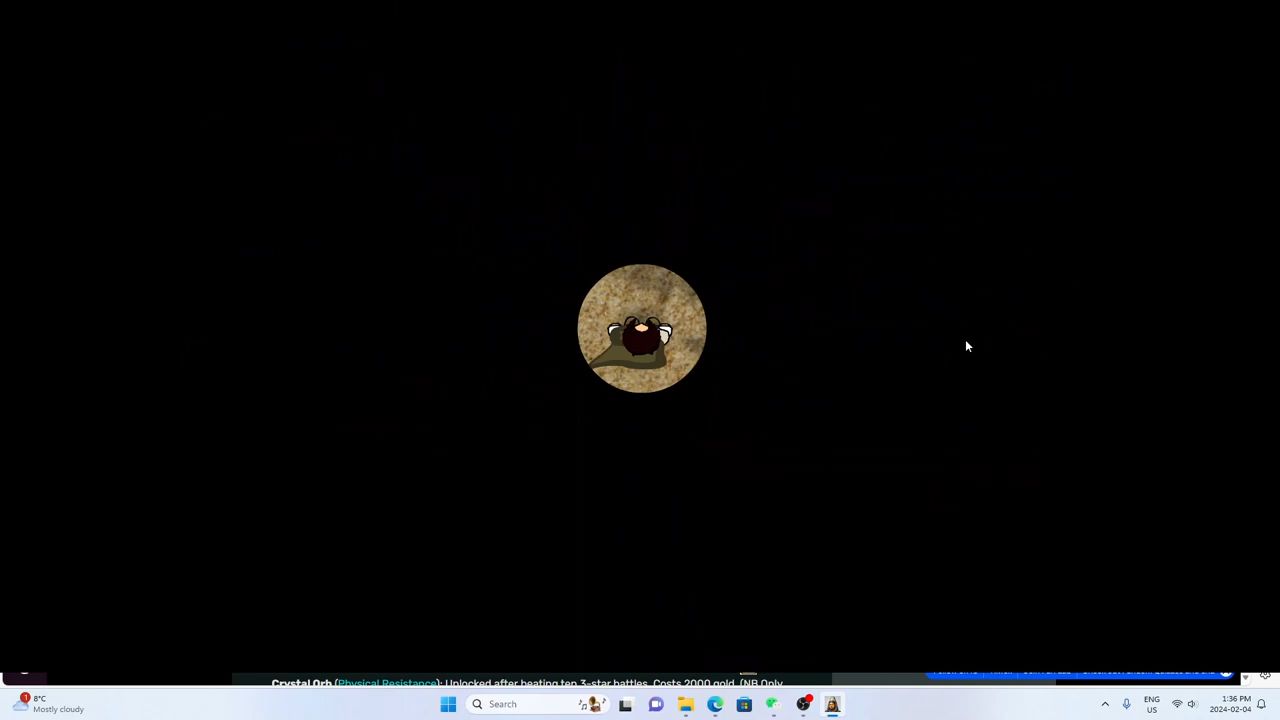 Crystal Orb (Physical Resistance): Unlocked after beating ten 3-star battles. Costs 2000 gold. (NB Only
1
8°C
Mostly cloudy
Search
ENG
US
1:36 PM
2024-02-04